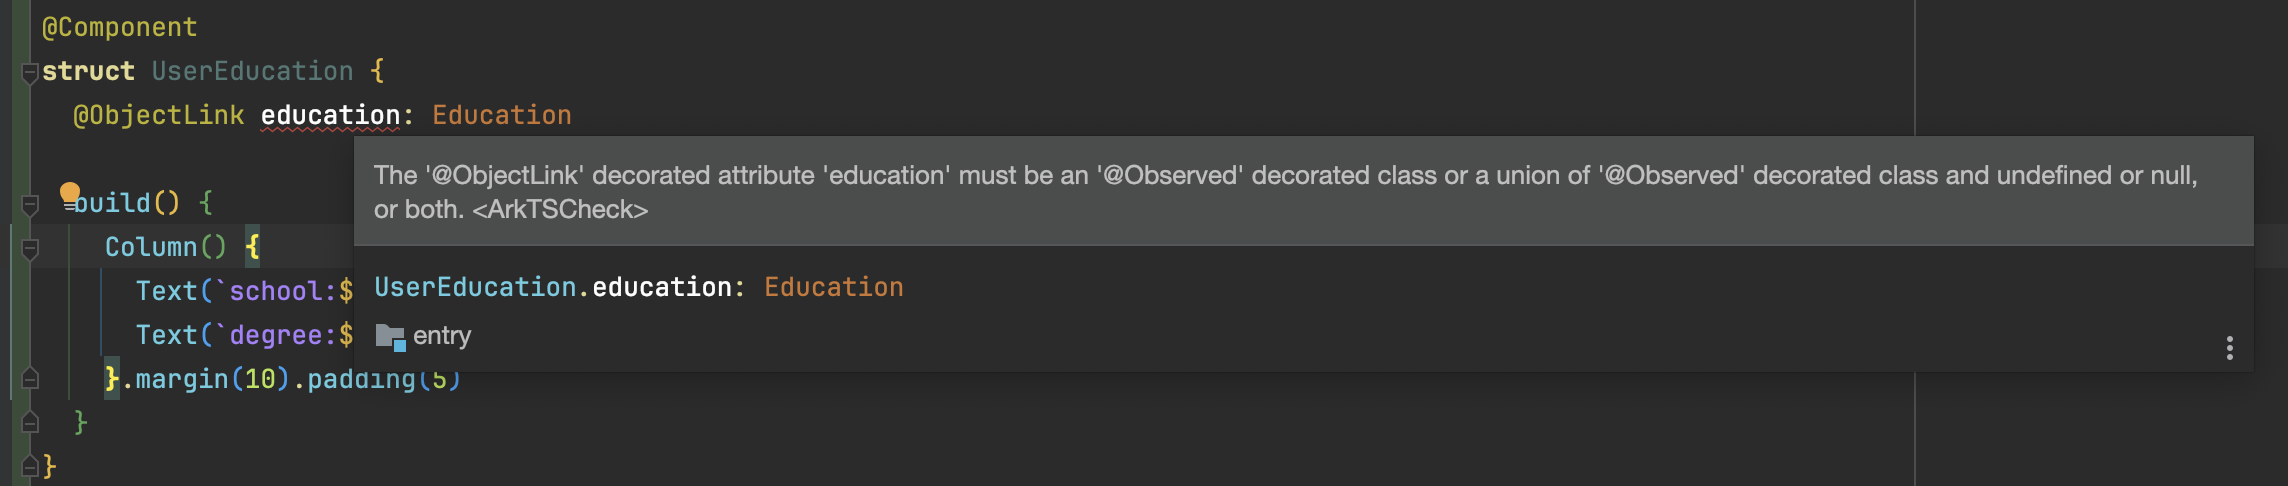 @Component
struct UserEducation {
@ObjectLink education: Education
The '@ObjectLink' decorated attribute 'education' must be an '@Observed' decorated class or a union of '@Observed' decorated class and undefined or null,
or both. <ArkTSCheck>
build() {
Column() {
Text(`school:$
UserEducation.education: Education
Text(`degree:$
entry
}.margin(10).padding(5)
}
}